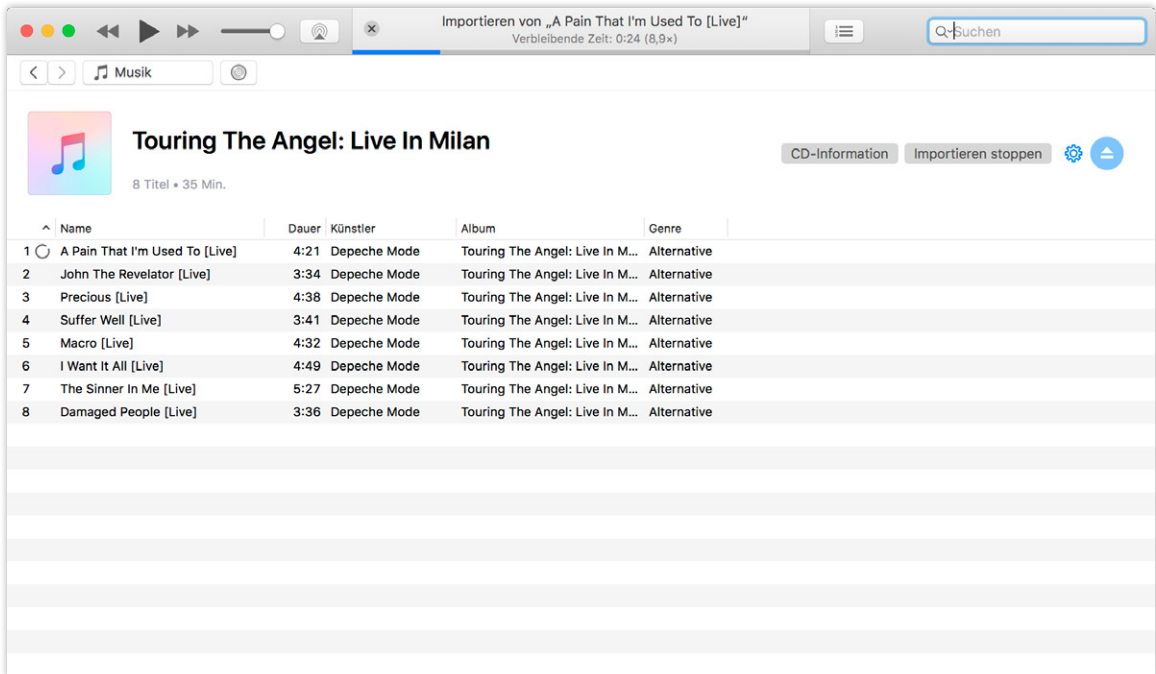 Importieren von „A Pain That I'm Used To [Live]“
Verbleibende Zeit: 0:24 (8,9×)
Suchen
Musik
Touring The Angel: Live In Milan
CD-Information Importieren stoppen
8 Titel • 35 Min.
Name Dauer Künstler Album Genre
1 A Pain That I'm Used To [Live] 4:21 Depeche Mode Touring The Angel: Live In M... Alternative
2 John The Revelator [Live] 3:34 Depeche Mode Touring The Angel: Live In M... Alternative
3 Precious [Live] 4:38 Depeche Mode Touring The Angel: Live In M... Alternative
4 Suffer Well [Live] 3:41 Depeche Mode Touring The Angel: Live In M... Alternative
5 Macro [Live] 4:32 Depeche Mode Touring The Angel: Live In M... Alternative
6 I Want It All [Live] 4:49 Depeche Mode Touring The Angel: Live In M... Alternative
7 The Sinner In Me [Live] 5:27 Depeche Mode Touring The Angel: Live In M... Alternative
8 Damaged People [Live] 3:36 Depeche Mode Touring The Angel: Live In M... Alternative